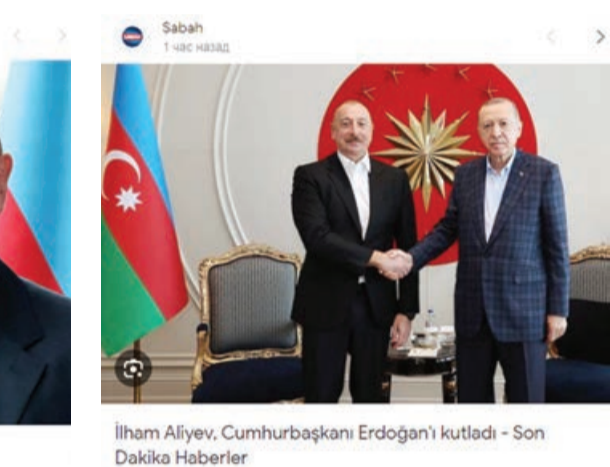 Sabah
1 час назад
İlham Aliyev, Cumhurbaşkanı Erdoğan'ı kutladı - Son
Dakika Haberler